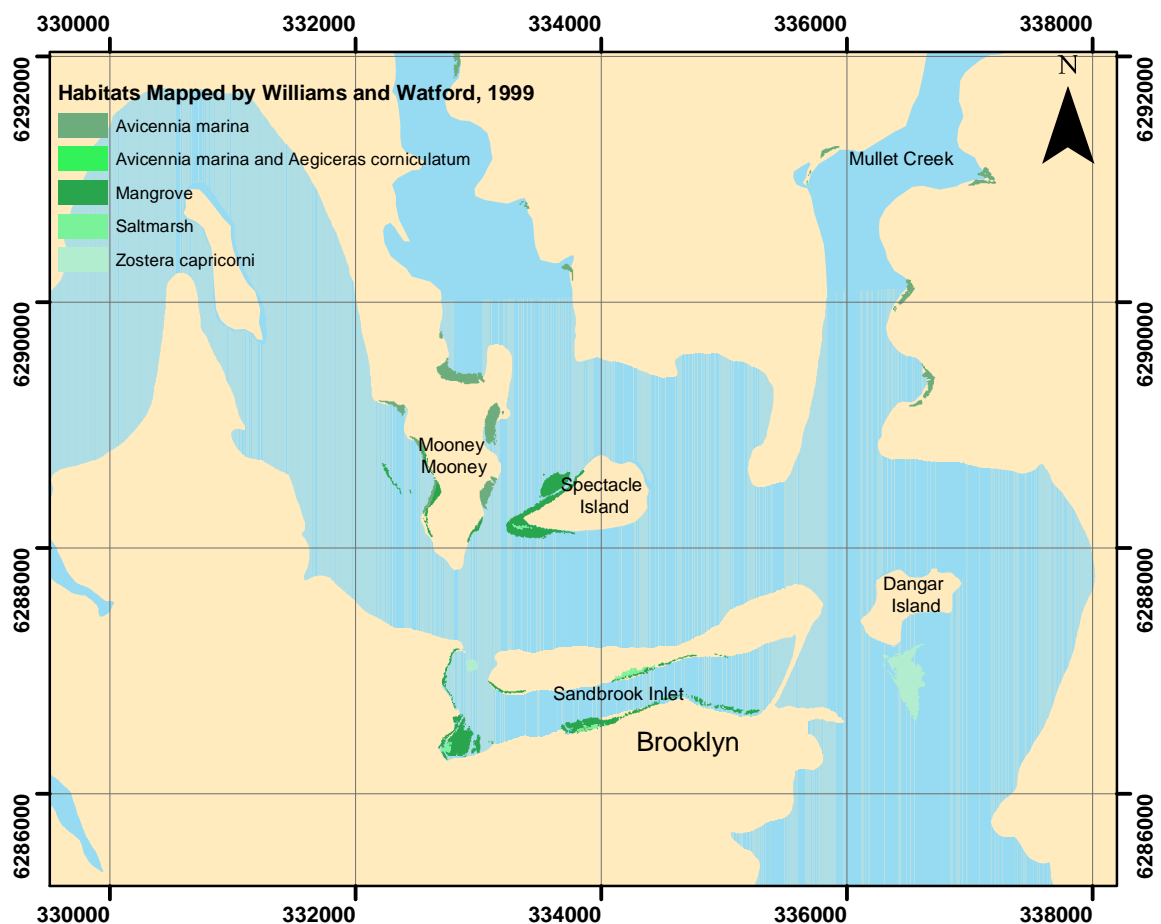 330000 332000 334000 336000 338000
6292000 6292000
N
Habitats Mapped by Williams and Watford, 1999
Avicennia marina
Avicennia marina and Aegiceras corniculatum
Mangrove
Saltmarsh
Zostera capricorni
Mullet Creek
6290000 6290000
Mooney
Mooney
Spectacle
Island
6288000 6288000
Dangar
Island
Sandbrook Inlet
Brooklyn
6286000 6286000
330000 332000 334000 336000 338000